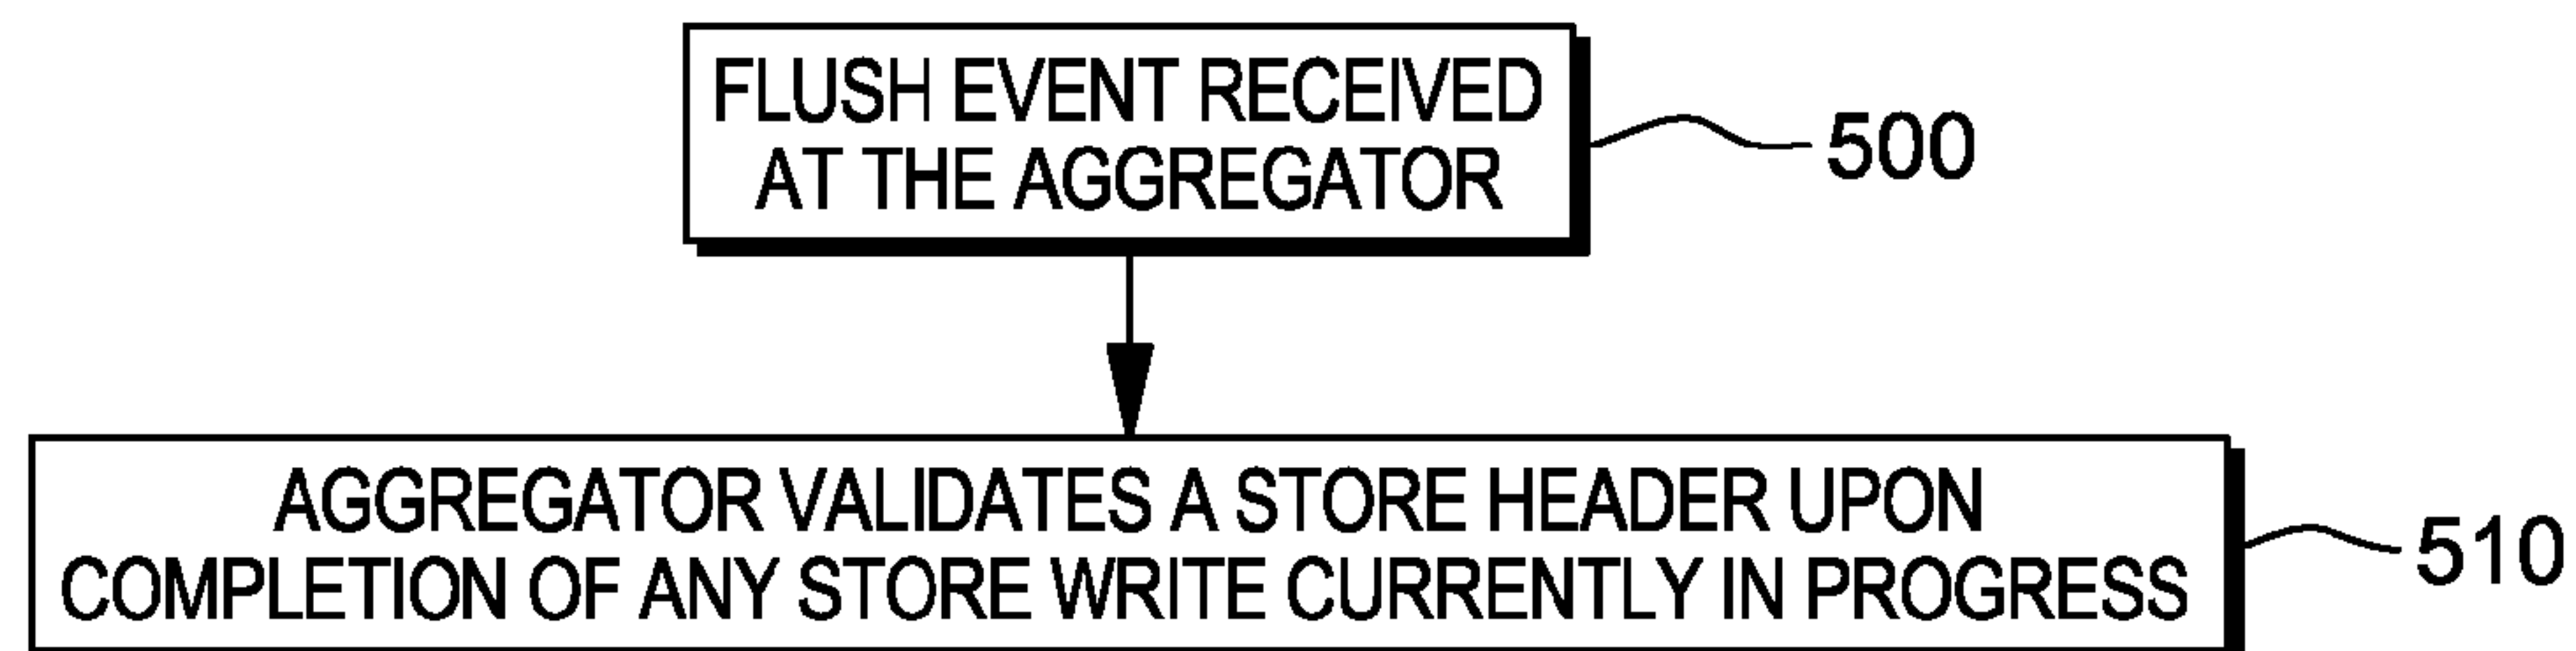 FLUSH EVENT RECEIVED
AT THE AGGREGATOR
500
AGGREGATOR VALIDATES A STORE HEADER UPON
COMPLETION OF ANY STORE WRITE CURRENTLY IN PROGRESS
510